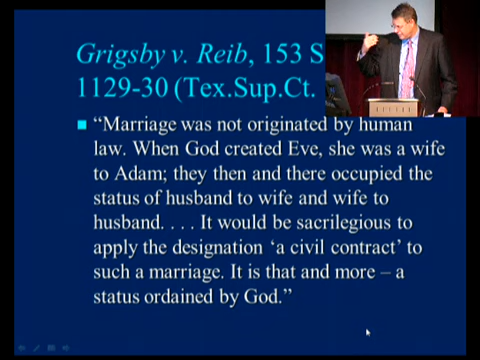 Grigsby v. Reib, 153 S
1129-30 (Tex.Sup.Ct.
"Marriage was not originated by human
law. When God created Eve, she was a wife
to Adam; they then and there occupied the
status of husband to wife and wife to
husband. . . . It would be sacrilegious to
apply the designation 'a civil contract' to
such a marriage. It is that and more – a
status ordained by God."